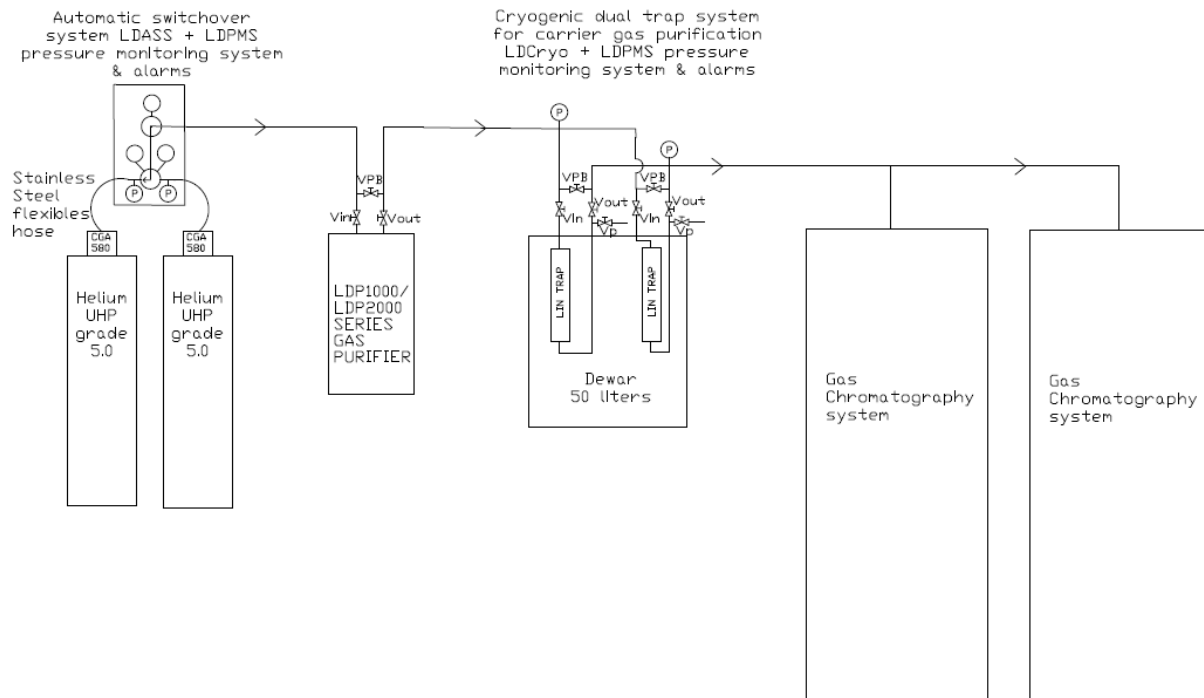 Automatic switchover
system LDASS + LDPMS
pressure monitoring system
& alarms
Cryogenic dual trap system
for carrier gas purification
LDCryo + LDPMS pressure
monitoring system & alarms
P
P
VPB
VPB
VPB
Stainless
Steel
flexibles
hose
P
P
Vin
Vout
Vin
Vout
Vp
Vin
Vout
Vp
CGA
580
CGA
580
Helium
UHP
grade
5.0
Helium
UHP
grade
5.0
LDP1000/
LDP2000
SERIES
GAS
PURIFIER
LIN TRAP
LIN TRAP
Dewar
50 liters
Gas
Chromatography
system
Gas
Chromatography
system